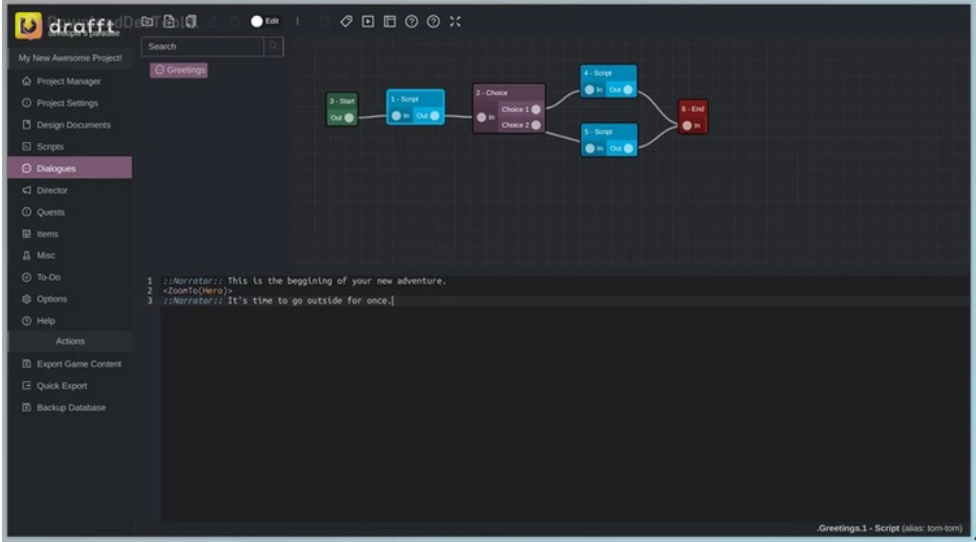 drafft
developer's paradise
Edit
My New Awesome Project!
Search
Project Manager
Greetings
Project Settings
Design Documents
Scripts
Dialogues
Director
Quests
Items
Misc
To-Do
Options
Help
Actions
Export Game Content
Quick Export
Backup Database
3 - Start
Out
1 - Script
In Out
2 - Choice
In
Choice 1
Choice 2
4 - Script
In Out
5 - Script
In Out
6 - End
In
1 ::Narrator:: This is the beggining of your new adventure.
2 <ZoomTo(Hero)>
3 ::Narrator:: It's time to go outside for once.
.Greetings.1 - Script (alias: tom-tom)